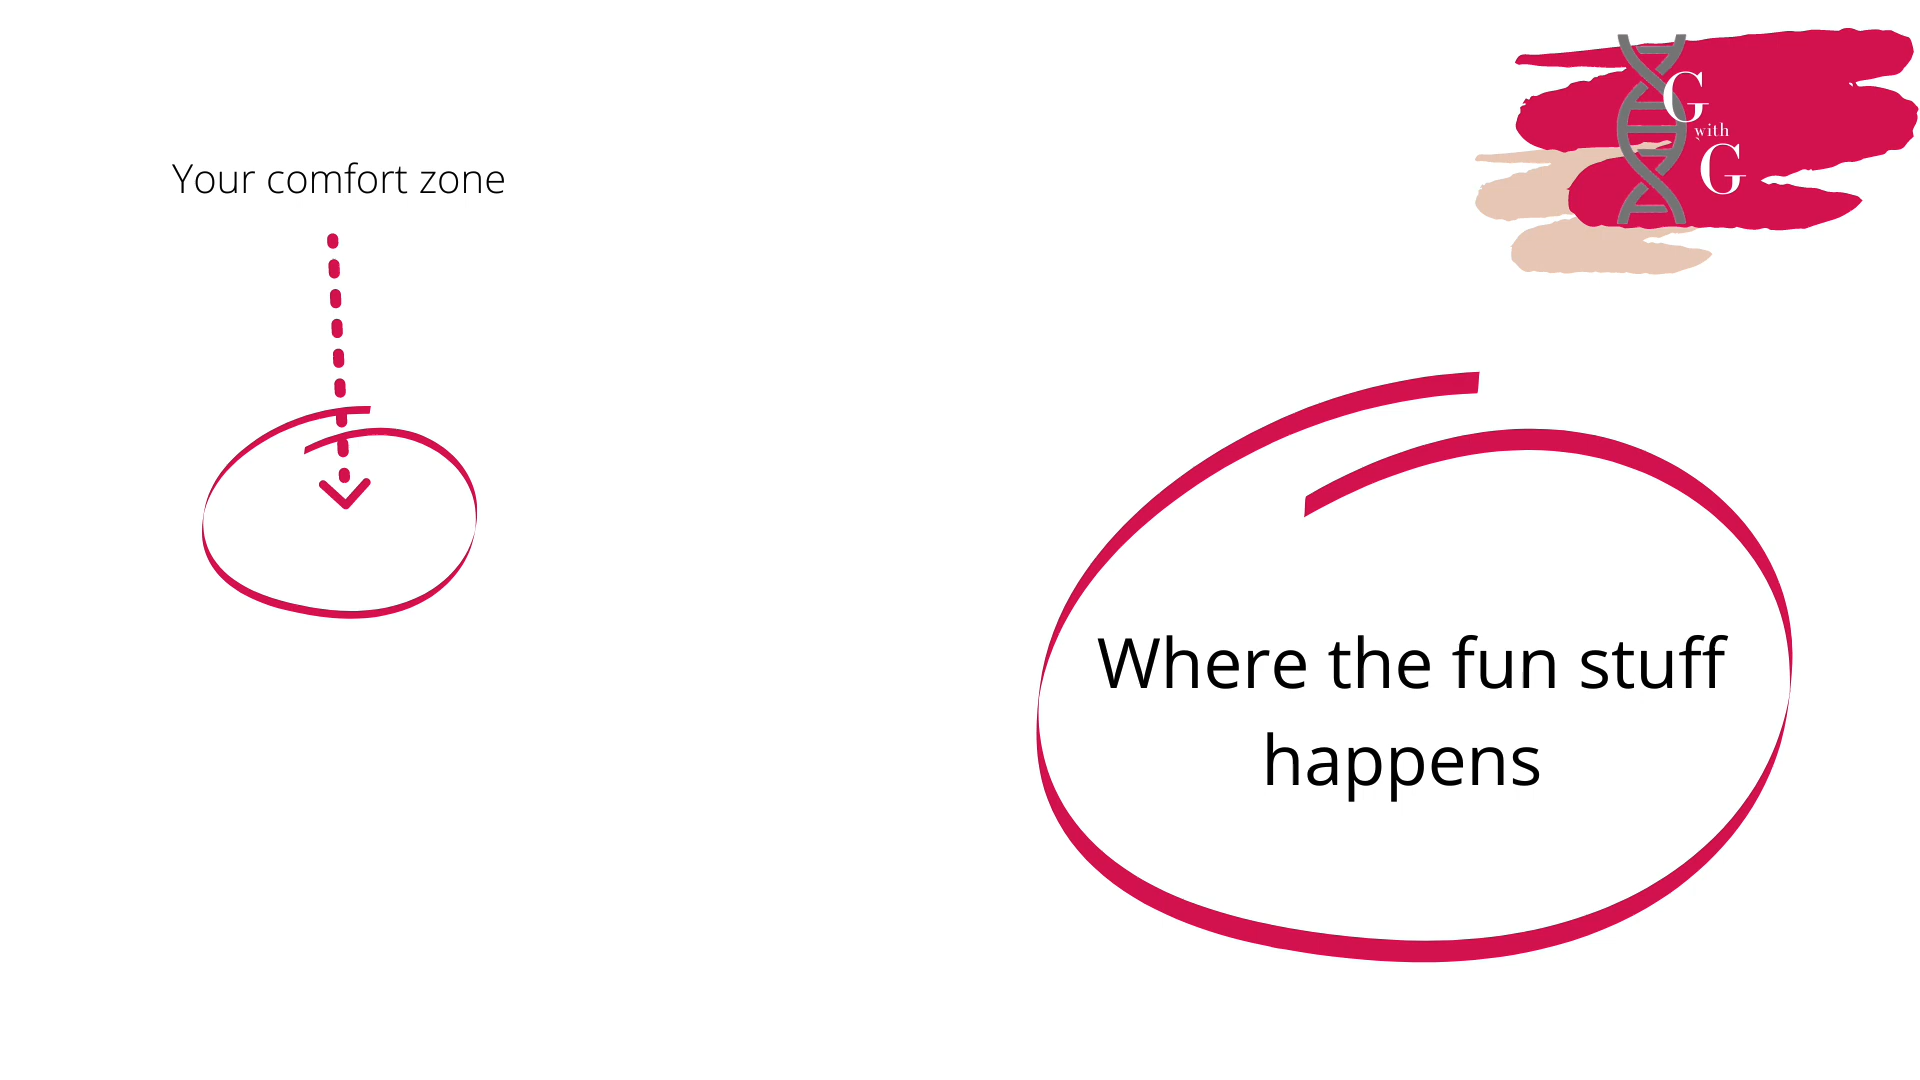 G
with
G
Your comfort zone
Where the fun stuff
happens